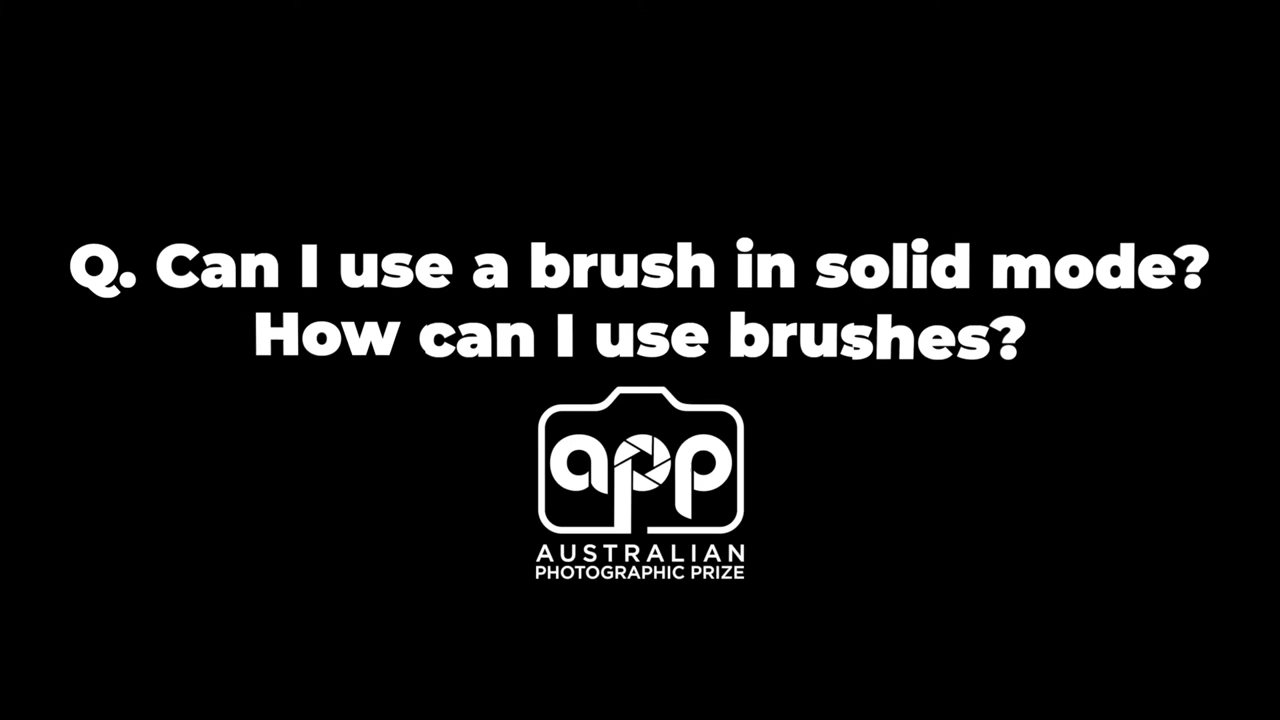 Q. Can I use a brush in solid mode?
How can I use brushes?
app
AUSTRALIAN
PHOTOGRAPHIC PRIZE